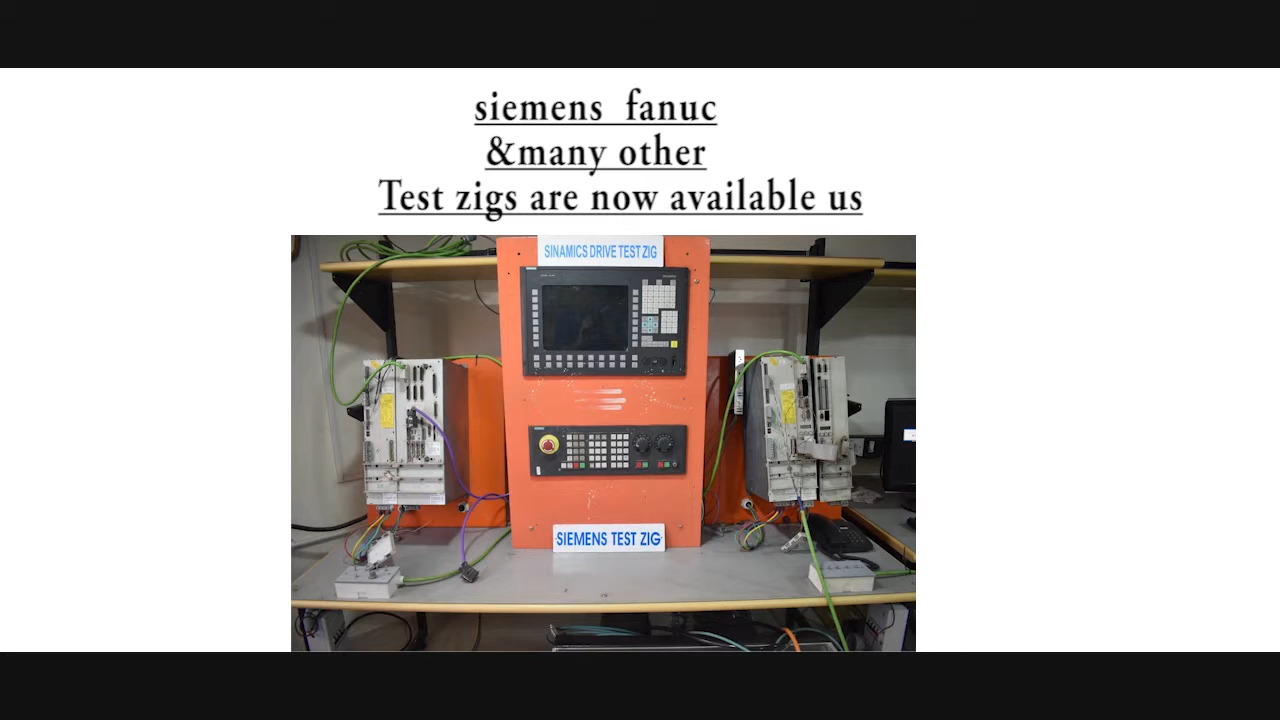 siemens fanuc
&many other
Test zigs are now available us
SINAMICS DRIVE TEST ZIG
SIEMENS TEST ZIG